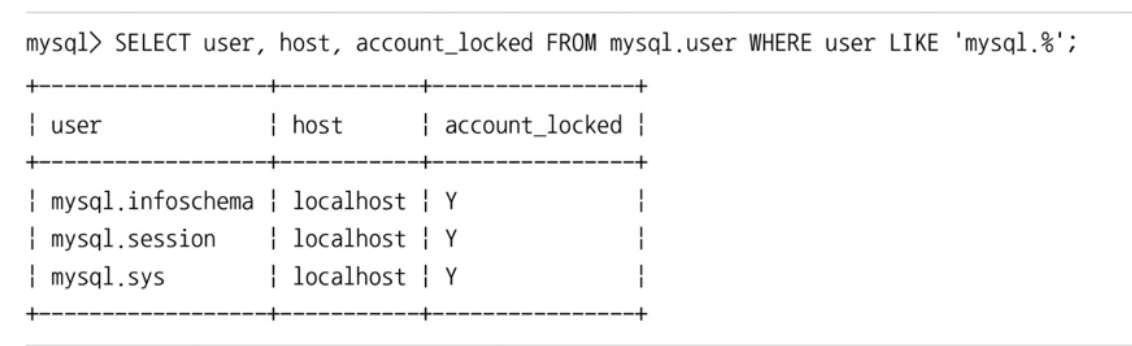 mysql> SELECT user, host, account_locked FROM mysql.user WHERE user LIKE 'mysql.%';
+------------------+-----------+----------------+
| user             | host      | account_locked |
+------------------+-----------+----------------+
| mysql.infoschema | localhost | Y              |
| mysql.session    | localhost | Y              |
| mysql.sys        | localhost | Y              |
+------------------+-----------+----------------+